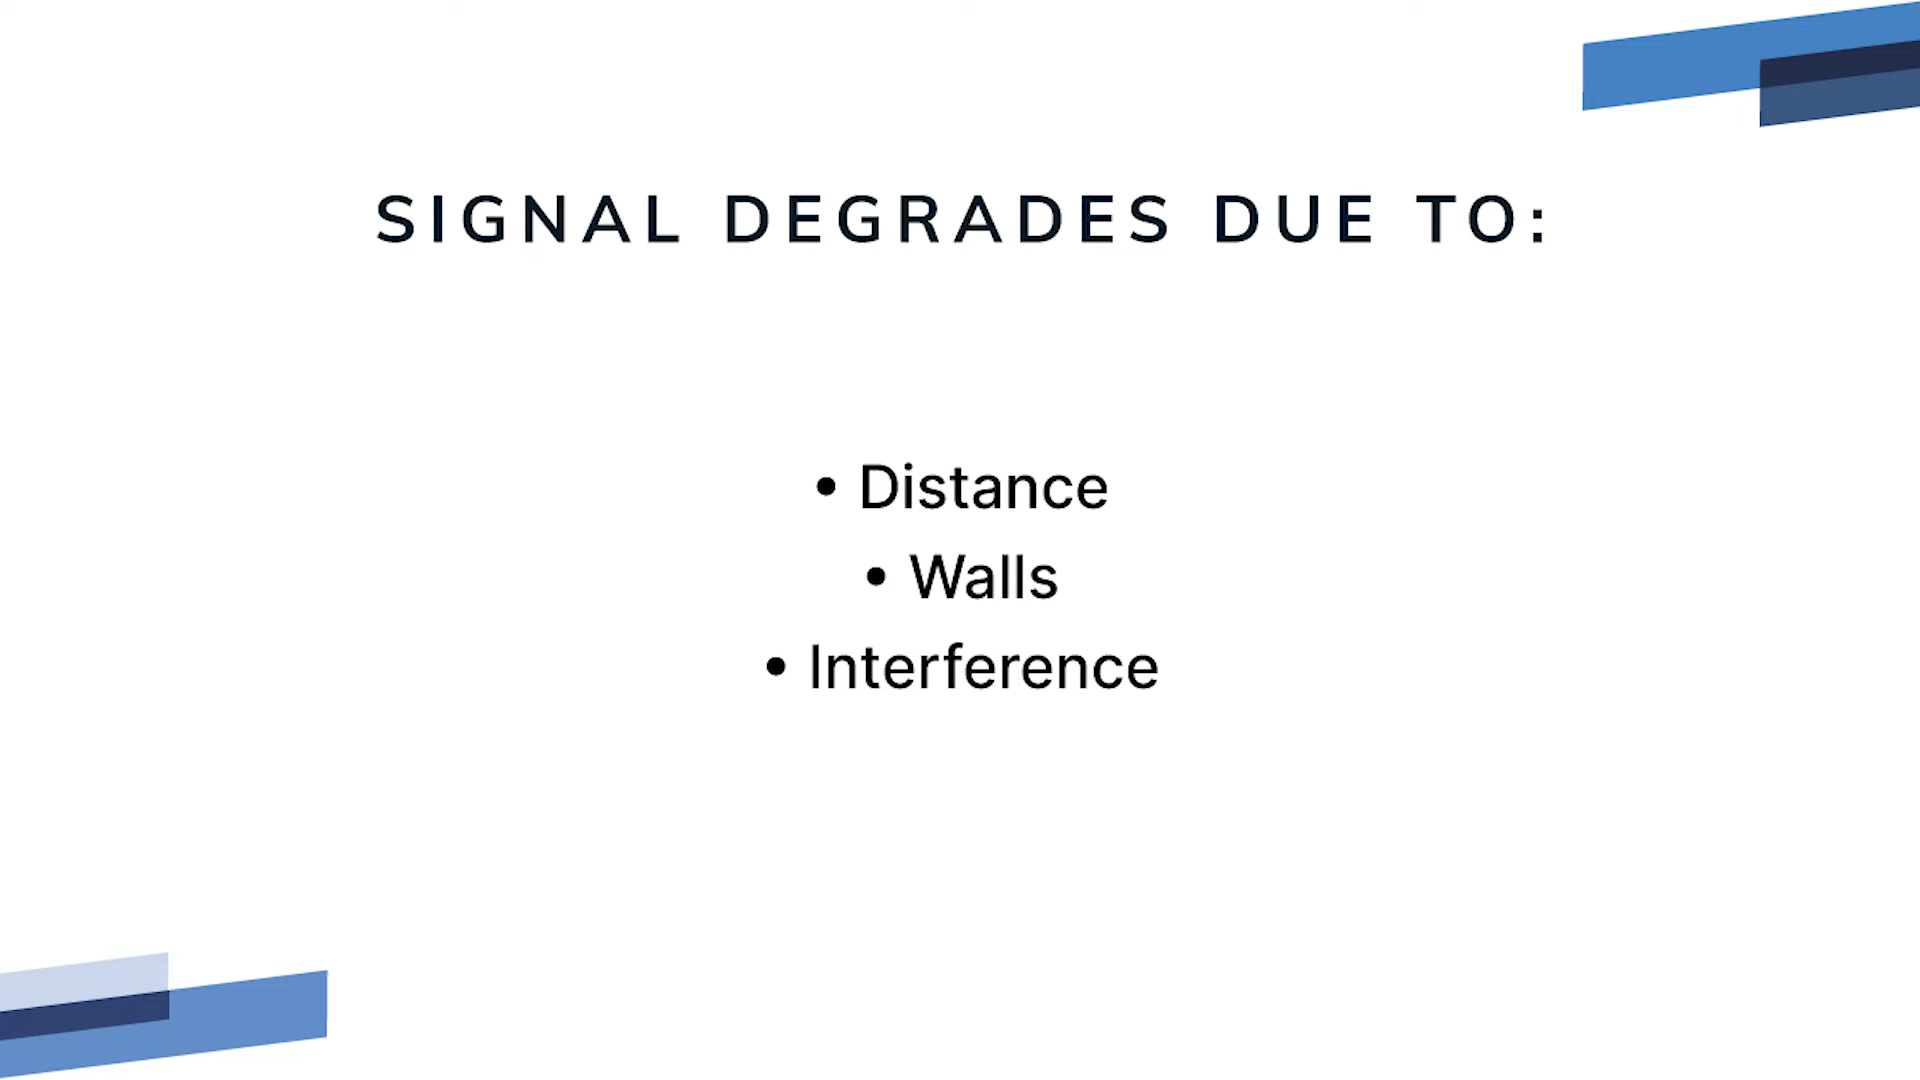 SIGNAL DEGRADES DUE TO:
• Distance
• Walls
• Interference